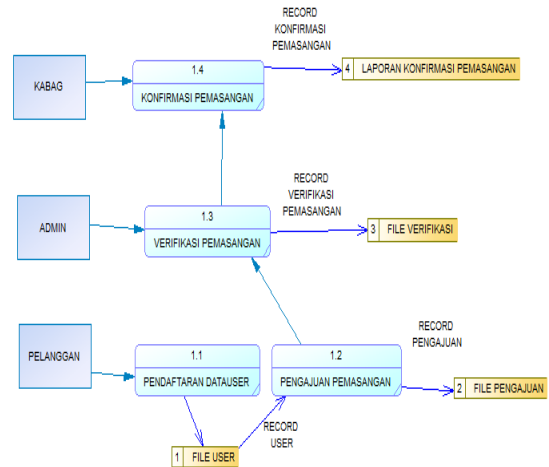 RECORD
KONFIRMASI
PEMASANGAN
KABAG
1.4
KONFIRMASI PEMASANGAN
4 LAPORAN KONFIRMASI PEMASANGAN
RECORD
VERIFIKASI
PEMASANGAN
ADMIN
1.3
VERIFIKASI PEMASANGAN
3 FILE VERIFIKASI
RECORD
PENGAJUAN
PELANGGAN
1.1
PENDAFTARAN DATAUSER
1.2
PENGAJUAN PEMASANGAN
2 FILE PENGAJUAN
RECORD
USER
1 FILE USER